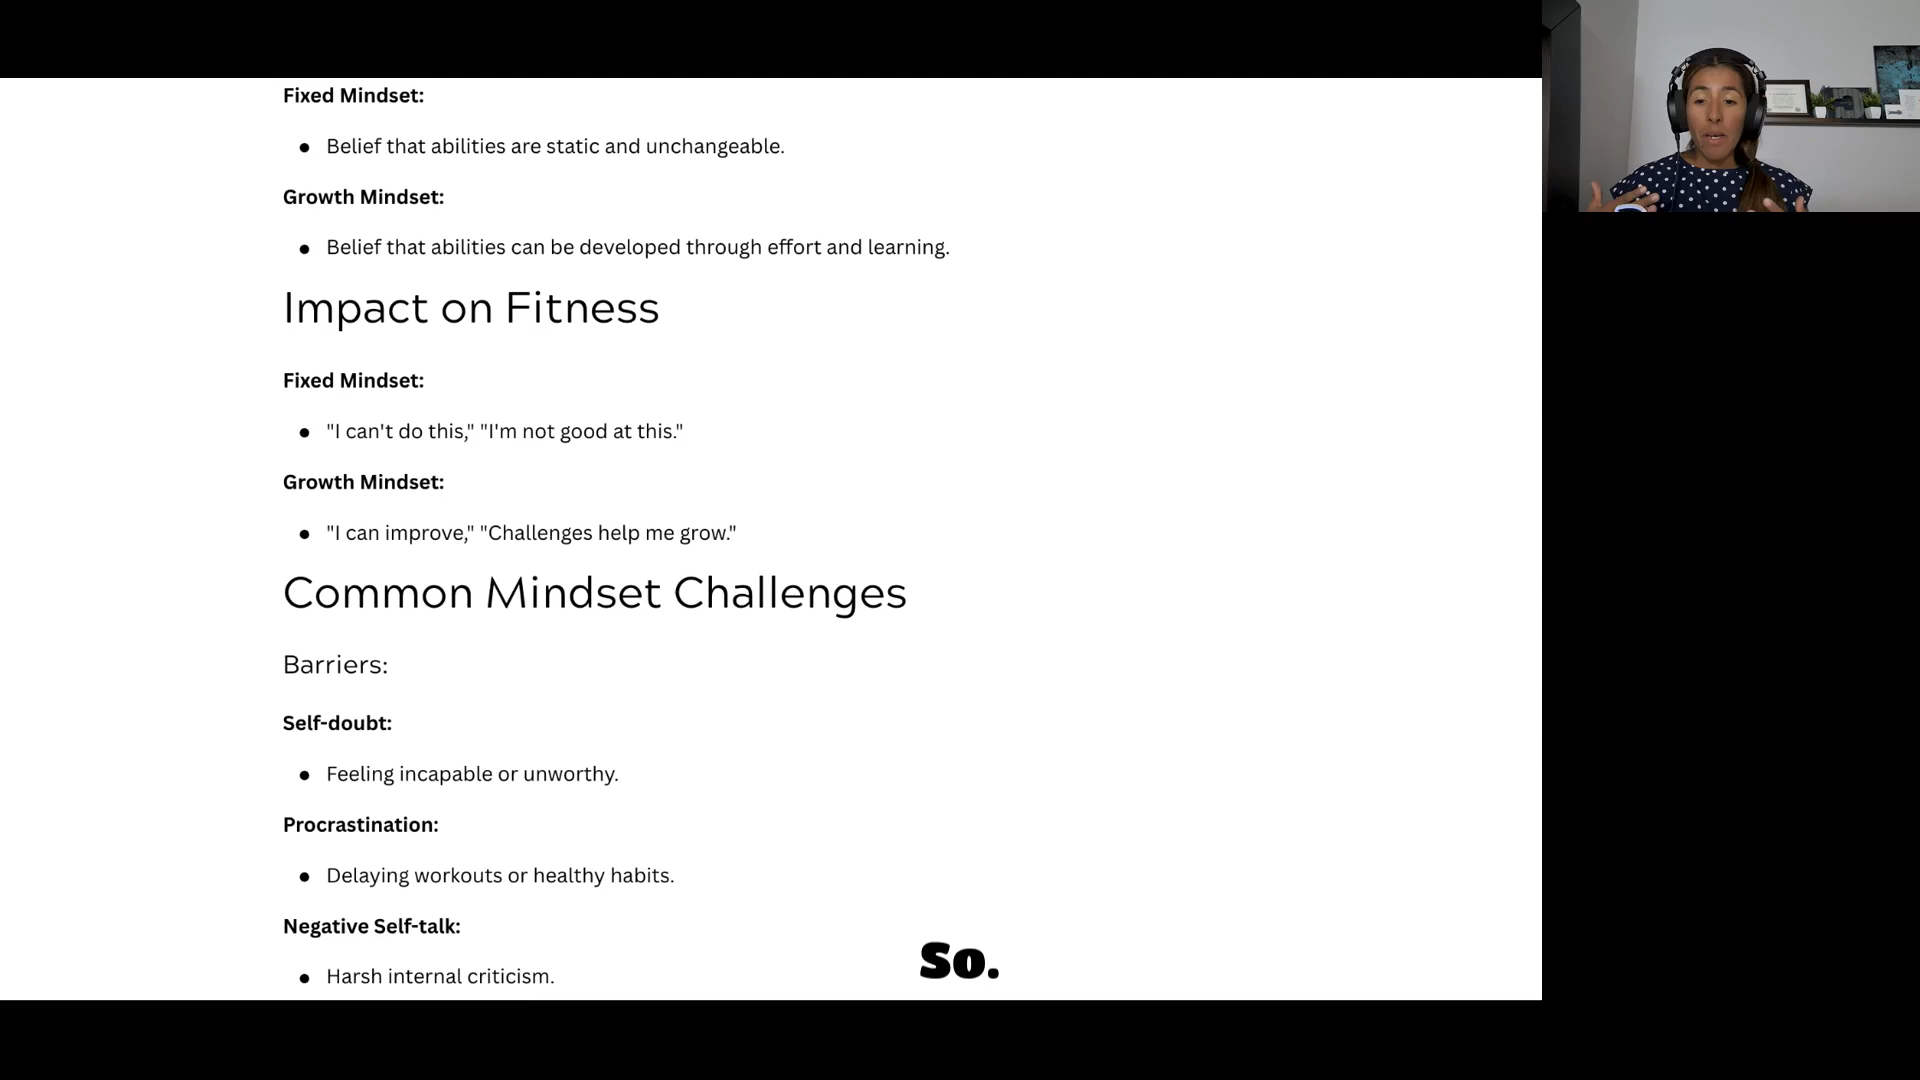 Fixed Mindset:
● Belief that abilities are static and unchangeable.
Growth Mindset:
● Belief that abilities can be developed through effort and learning.
Impact on Fitness
Fixed Mindset:
● "I can't do this," "I'm not good at this."
Growth Mindset:
● "I can improve," "Challenges help me grow."
Common Mindset Challenges
Barriers:
Self-doubt:
● Feeling incapable or unworthy.
Procrastination:
● Delaying workouts or healthy habits.
Negative Self-talk:
● Harsh internal criticism.
So.